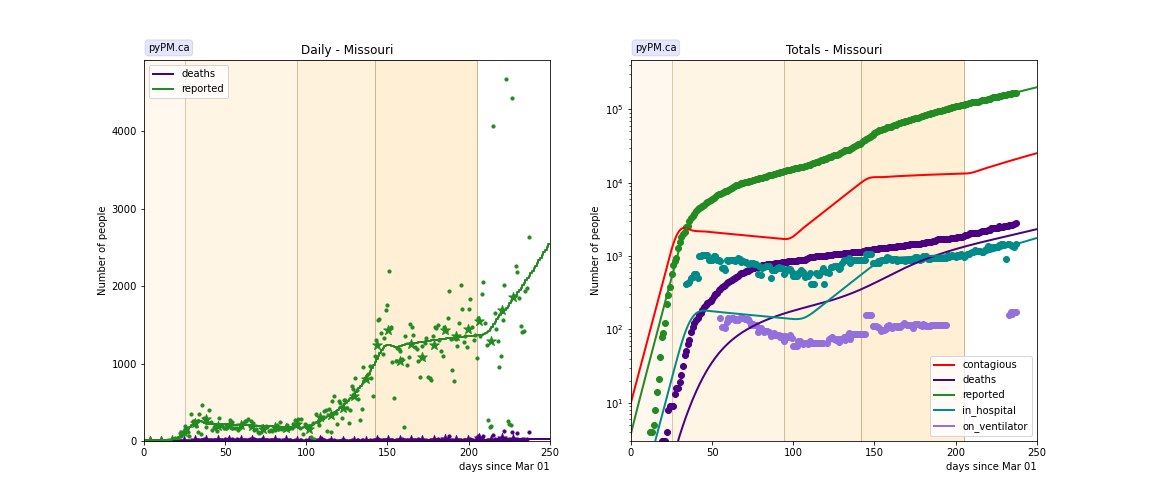 pyPM.ca
Daily - Missouri
deaths
reported
Number of people
4000
3000
2000
1000
0
0
50
100
150
200
250
days since Mar 01
pyPM.ca
Totals - Missouri
Number of people
10^5
10^4
10^3
10^2
10^1
contagious
deaths
reported
in_hospital
on_ventilator
0
50
100
150
200
250
days since Mar 01